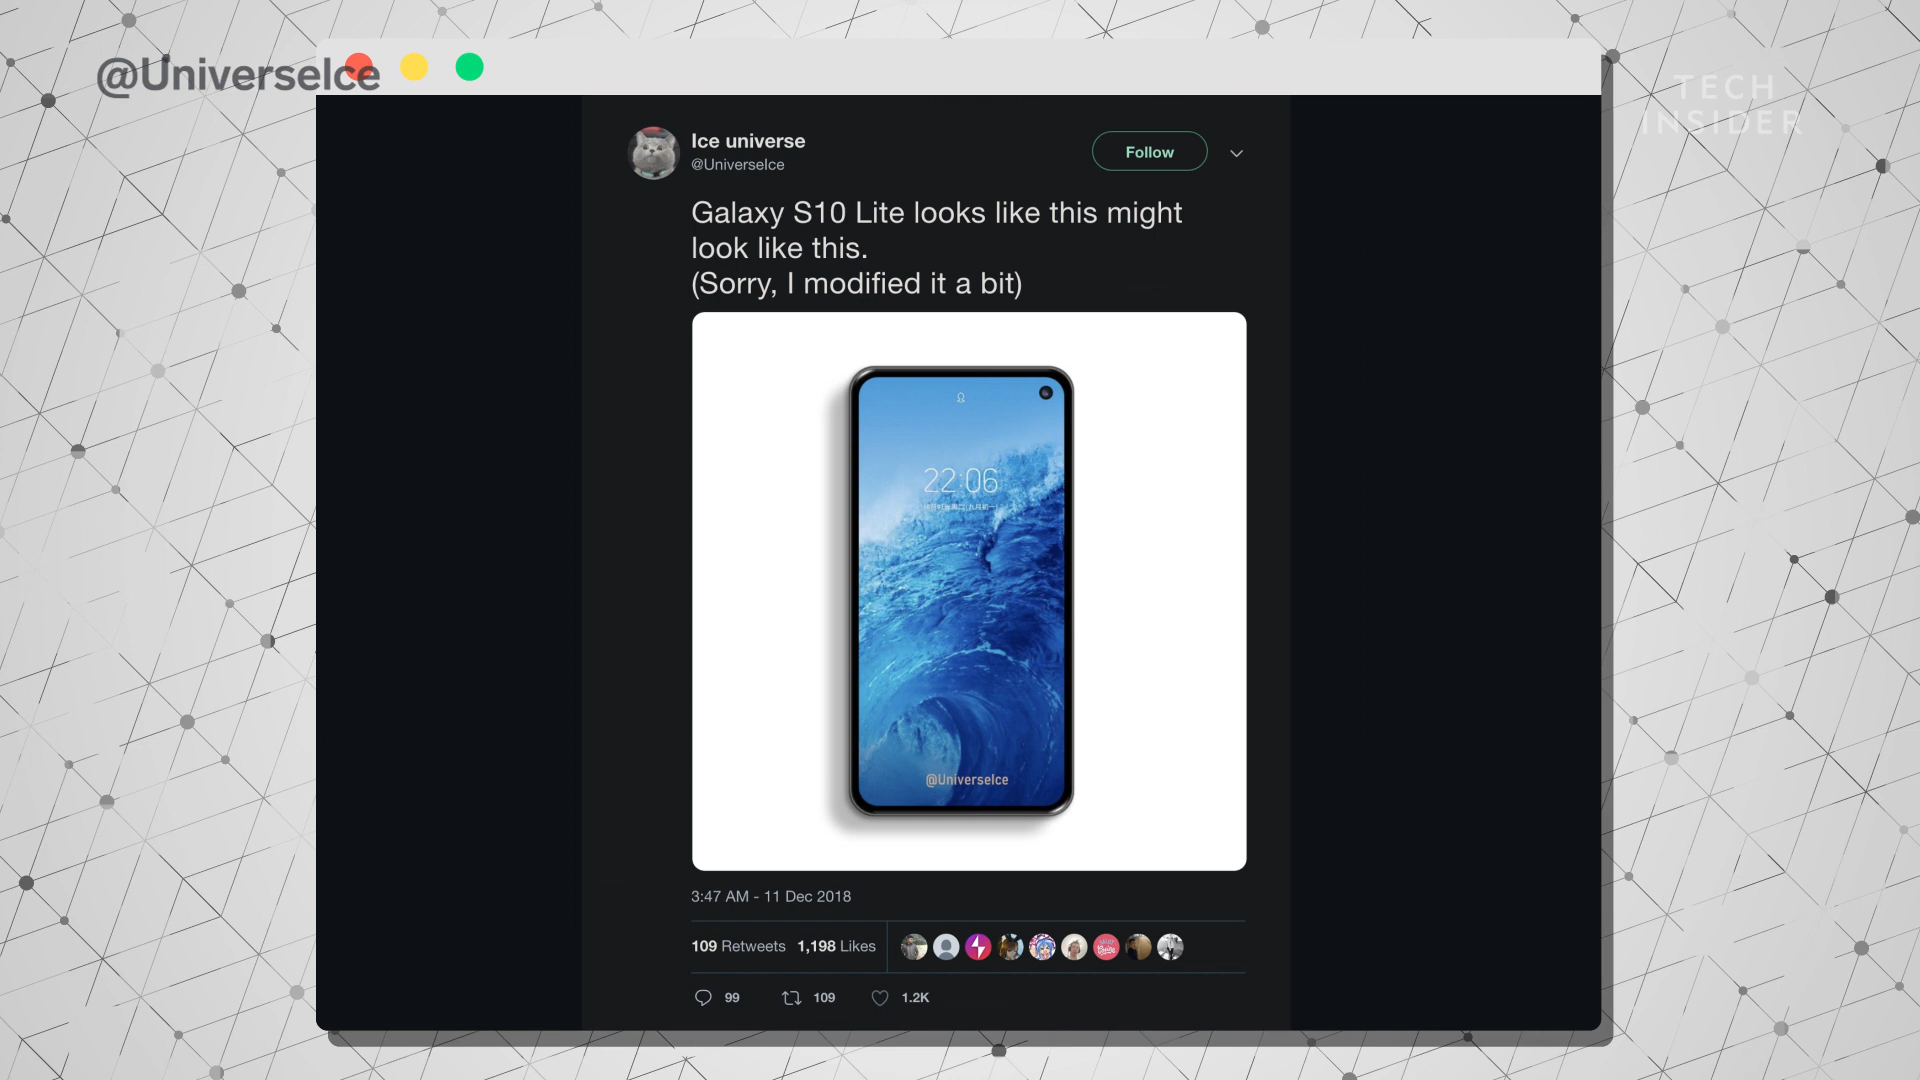 @UniverseIce
TECH
INSIDER
Ice universe
@UniverseIce
Follow
Galaxy S10 Lite looks like this might
look like this.
(Sorry, I modified it a bit)
22:06
@UniverseIce
3:47 AM - 11 Dec 2018
109 Retweets 1,198 Likes
99 109 1.2K